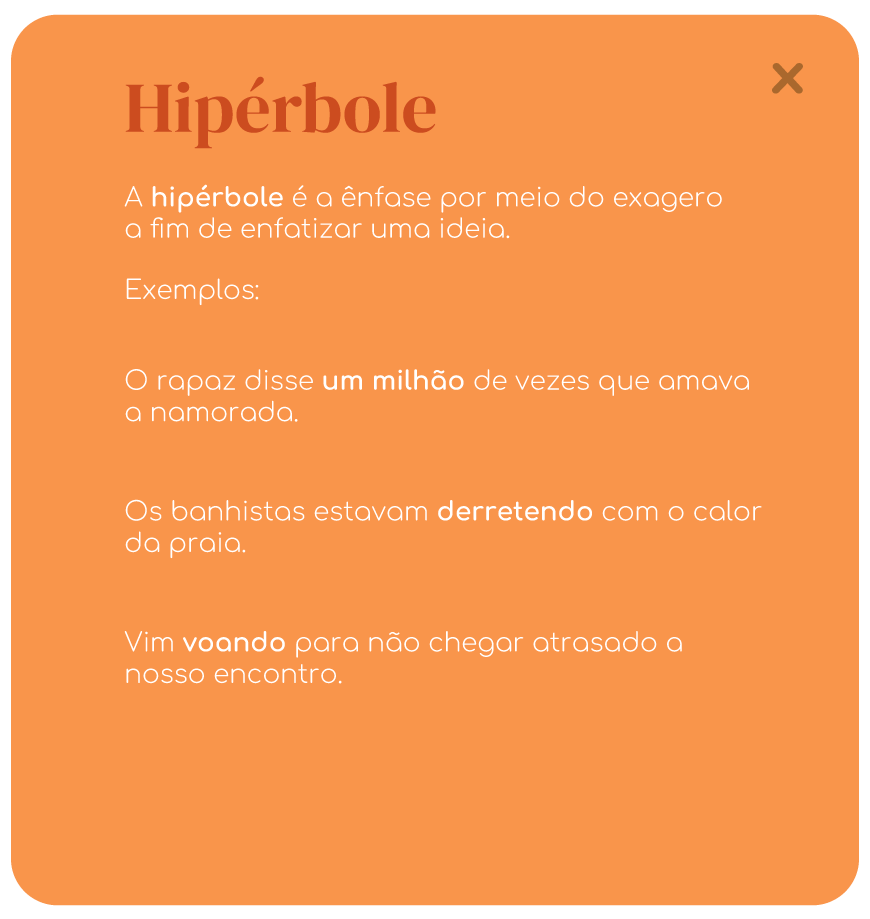 Hipérbole
A hipérbole é a ênfase por meio do exagero
a fim de enfatizar uma ideia.
Exemplos:
O rapaz disse um milhão de vezes que amava
a namorada.
Os banhistas estavam derretendo com o calor
da praia.
Vim voando para não chegar atrasado a
nosso encontro.